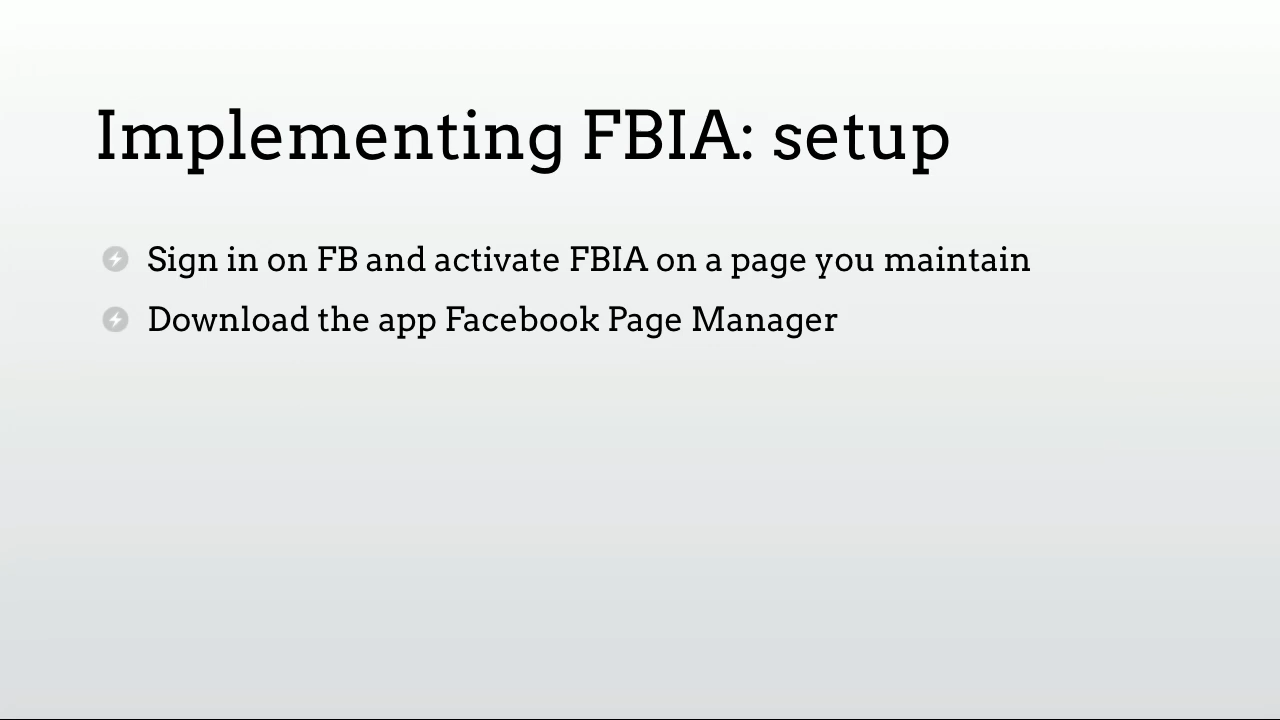 Implementing FBIA: setup
Sign in on FB and activate FBIA on a page you maintain
Download the app Facebook Page Manager